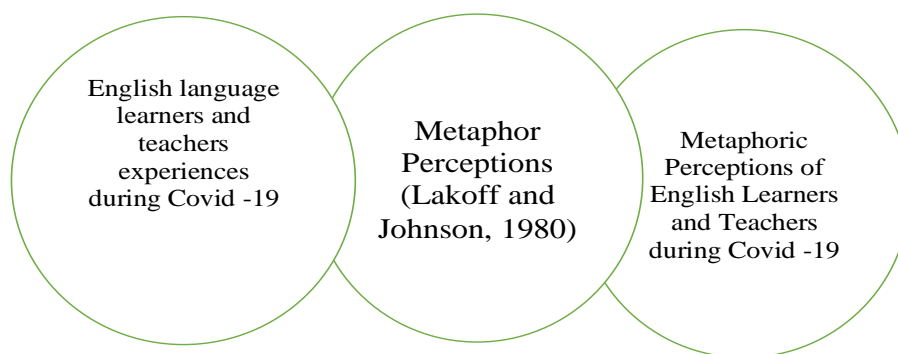 English language
learners and
teachers
experiences
during Covid -19
Metaphor
Perceptions
(Lakoff and
Johnson, 1980)
Metaphoric
Perceptions of
English Learners
and Teachers
during Covid -19